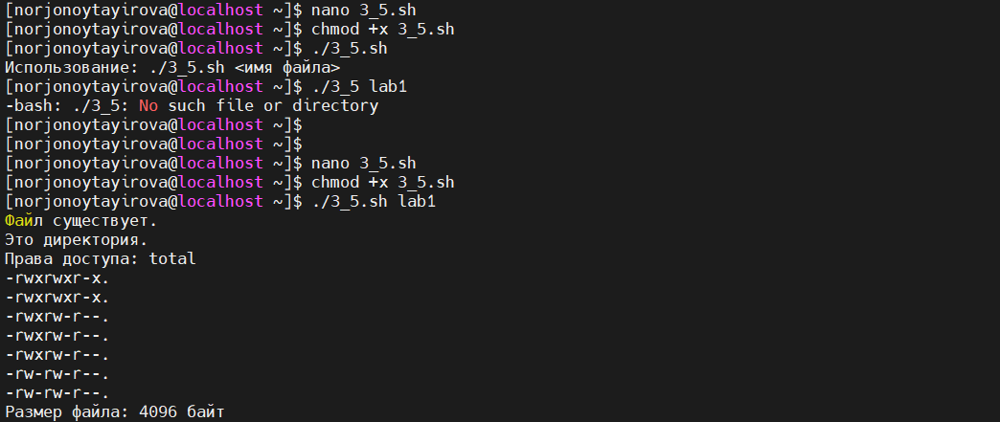 [norjonoytayirova@localhost ~]$ nano 3_5.sh
[norjonoytayirova@localhost ~]$ chmod +x 3_5.sh
[norjonoytayirova@localhost ~]$ ./3_5.sh
Использование: ./3_5.sh <имя файла>
[norjonoytayirova@localhost ~]$ ./3_5 lab1
-bash: ./3_5: No such file or directory
[norjonoytayirova@localhost ~]$
[norjonoytayirova@localhost ~]$
[norjonoytayirova@localhost ~]$ nano 3_5.sh
[norjonoytayirova@localhost ~]$ chmod +x 3_5.sh
[norjonoytayirova@localhost ~]$ ./3_5.sh lab1
Файл существует.
Это директория.
Права доступа: total
-rwxrwxr-x.
-rwxrwxr-x.
-rwxrw-r--.
-rwxrw-r--.
-rwxrw-r--.
-rw-rw-r--.
-rw-rw-r--.
Размер файла: 4096 байт